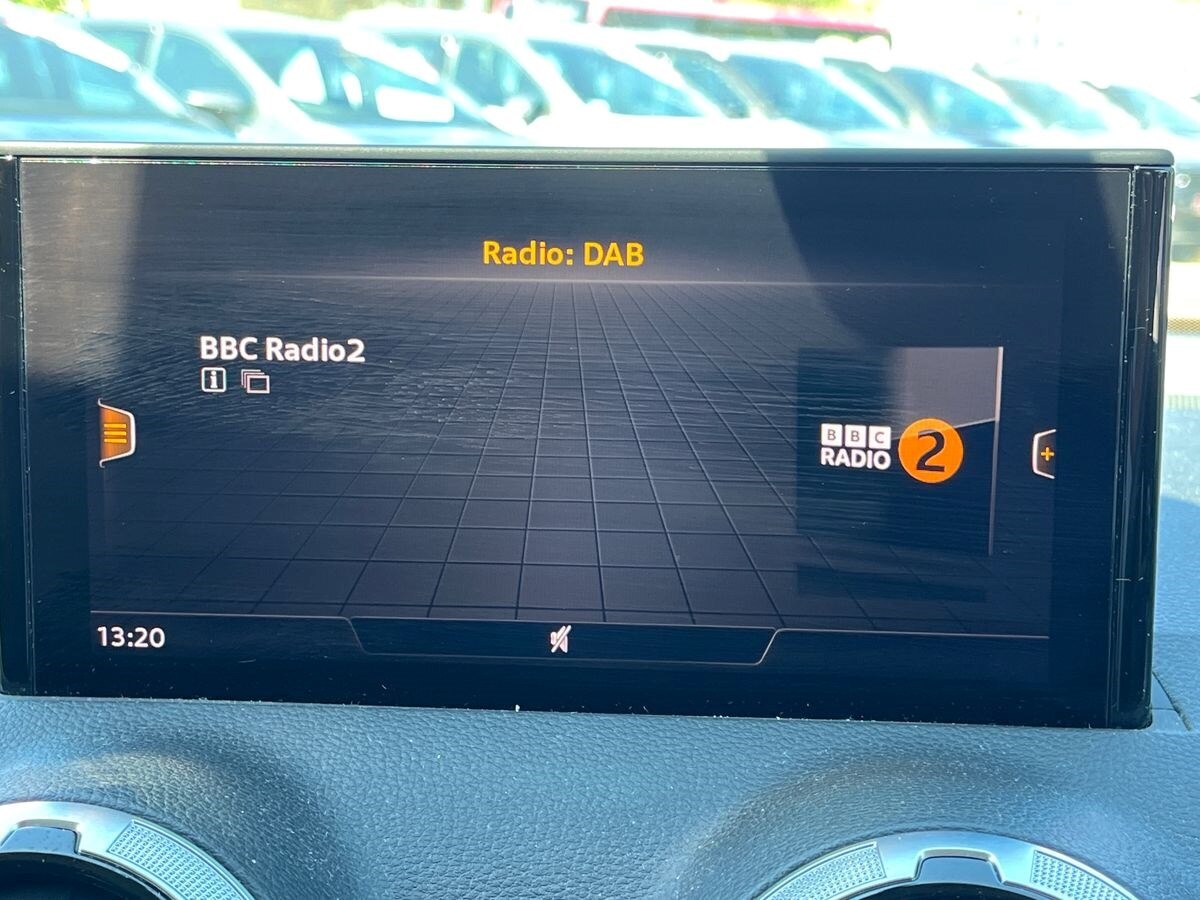 Radio: DAB
BBC Radio2
BBC
RADIO 2
13:20